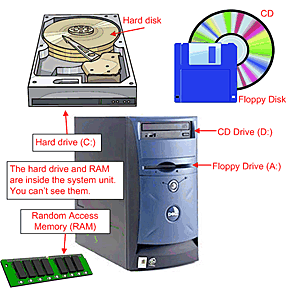 Hard disk
CD
Floppy Disk
Hard drive (C:)
CD Drive (D:)
The hard drive and RAM
are inside the system unit.
You can't see them.
Floppy Drive (A:)
Random Access
Memory (RAM)
DELL